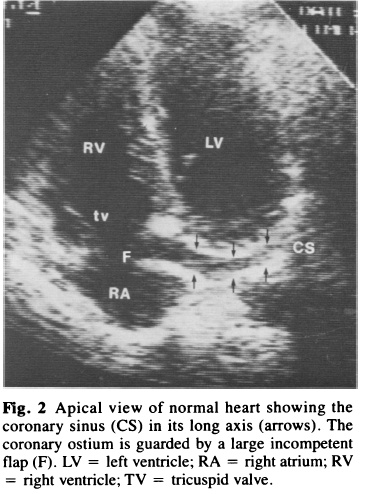 RV
LV
tv
F
CS
RA
Fig. 2 Apical view of normal heart showing the
coronary sinus (CS) in its long axis (arrows). The
coronary ostium is guarded by a large incompetent
flap (F). LV = left ventricle; RA = right atrium; RV
= right ventricle; TV = tricuspid valve.